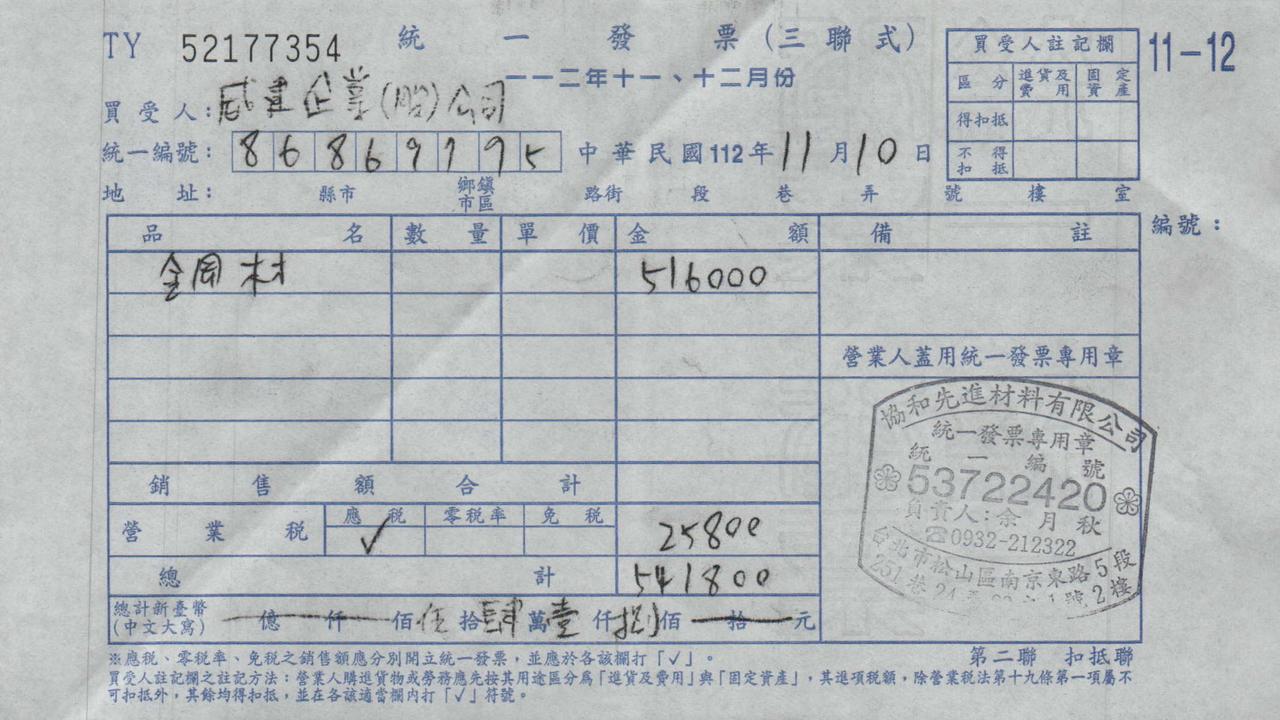 TY 52177354 統一發票(三聯式)
一一二年十一、十二月份
11-12
買受人:威聿企業(股)公司
統一編號: 86869795 中華民國112年11月10日
地址: 縣市 鄉鎮市區 路街 段 巷 弄 號 樓 室
買受人註記欄
區分 進貨及費用 固定資產
得扣抵
不得扣抵
編號:
品名 數量 單價 金額 備註
金岡材 516000
營業人蓋用統一發票專用章
銷售額合計
營業稅 應稅 零稅率 免稅
✓ 25800
總計 541800
總計新臺幣(中文大寫) 億 仟 佰伍拾肆萬壹仟捌佰 拾 元
協和先進材料有限公司
統一發票專用章
統一編號
53722420
負責人:余月秋
☎0932-212322
台北市松山區南京東路5段
251巷24弄 號2樓
※應稅、零稅率、免稅之銷售額應分別開立統一發票,並應於各該欄打「✓」。
第二聯 扣抵聯
買受人註記欄之註記方法:營業人購進貨物或勞務應先按其用途區分為「進貨及費用」與「固定資產」,其進項稅額,除營業稅法第十九條第一項屬不
可扣抵外,其餘均得扣抵,並在各該適當欄內打「✓」符號。